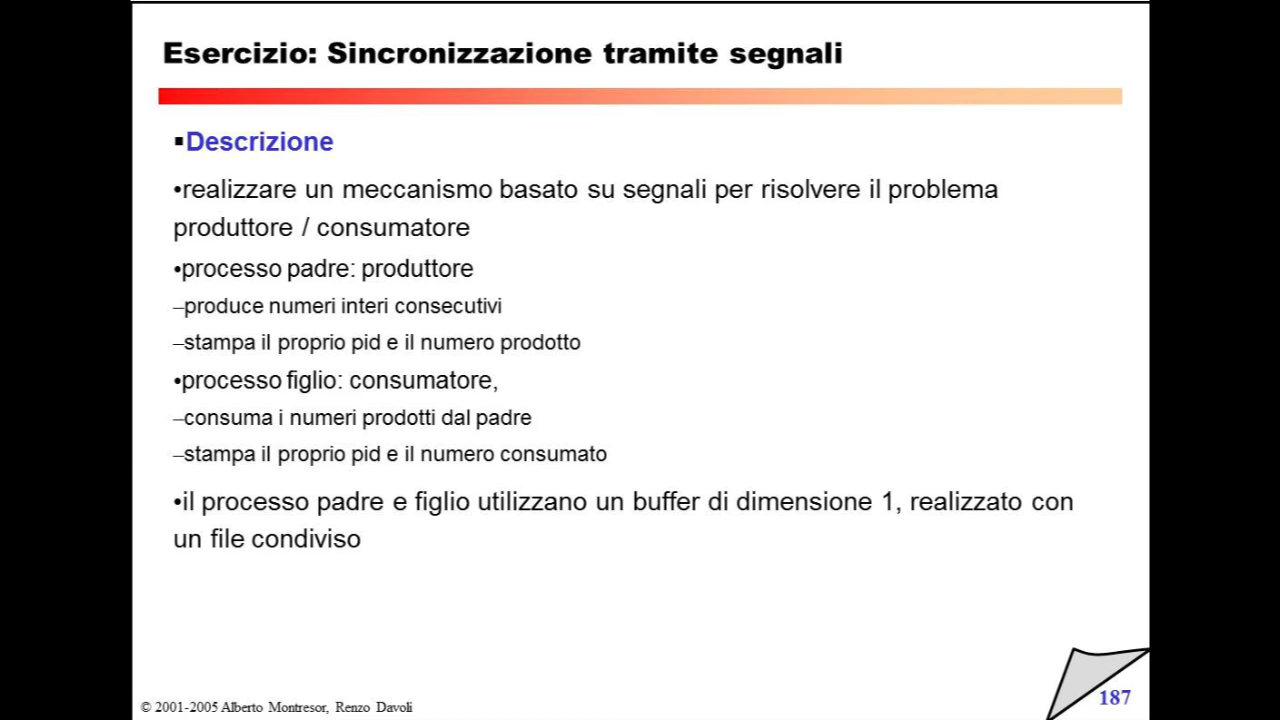 Esercizio: Sincronizzazione tramite segnali
▪Descrizione
•realizzare un meccanismo basato su segnali per risolvere il problema
produttore / consumatore
•processo padre: produttore
–produce numeri interi consecutivi
–stampa il proprio pid e il numero prodotto
•processo figlio: consumatore,
–consuma i numeri prodotti dal padre
–stampa il proprio pid e il numero consumato
•il processo padre e figlio utilizzano un buffer di dimensione 1, realizzato con
un file condiviso
© 2001-2005 Alberto Montresor, Renzo Davoli
187